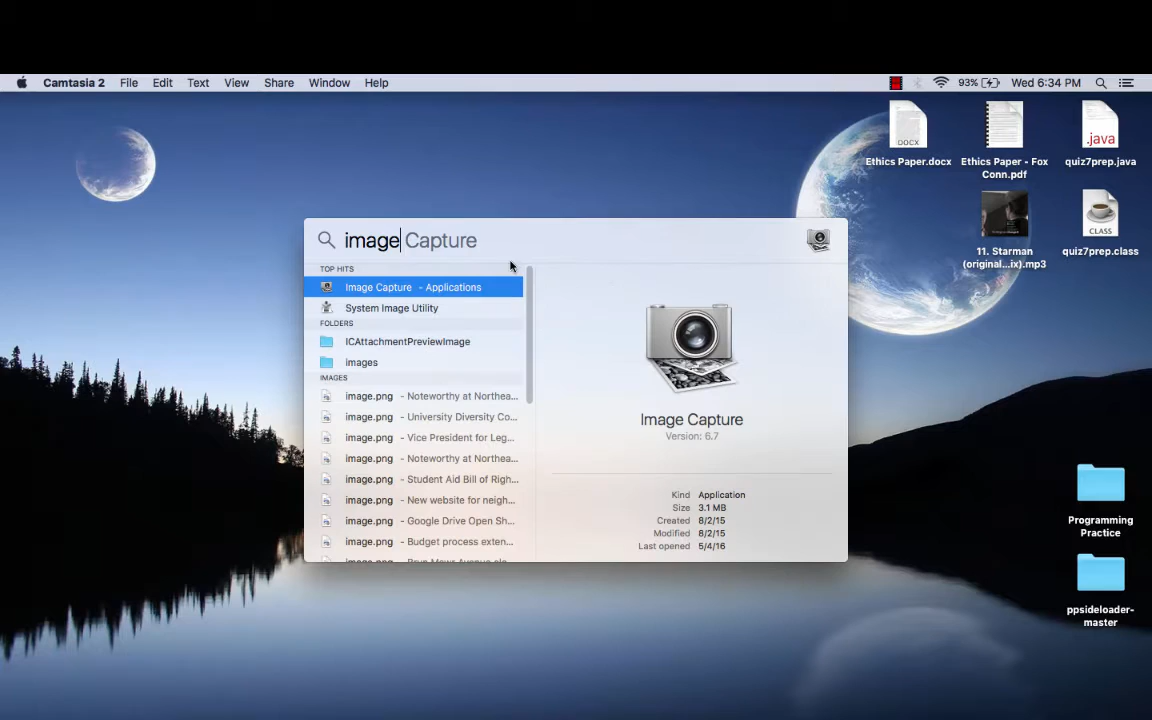 Camtasia 2 File Edit Text View Share Window Help 93% Wed 6:34 PM
DOCX
.java
Ethics Paper.docx
Ethics Paper - Fox
Conn.pdf
quiz7prep.java
CLASS
11. Starman
(original...ix).mp3
quiz7prep.class
image Capture
TOP HITS
Image Capture - Applications
System Image Utility
FOLDERS
ICAttachmentPreviewImage
images
IMAGES
image.png - Noteworthy at Northea...
image.png - University Diversity Co...
image.png - Vice President for Leg...
image.png - Noteworthy at Northea...
image.png - Student Aid Bill of Righ...
image.png - New website for neigh...
image.png - Google Drive Open Sh...
image.png - Budget process exten...
Image Capture
Version: 6.7
Kind Application
Size 3.1 MB
Created 8/2/15
Modified 8/2/15
Last opened 5/4/16
Programming
Practice
ppsideloader-
master